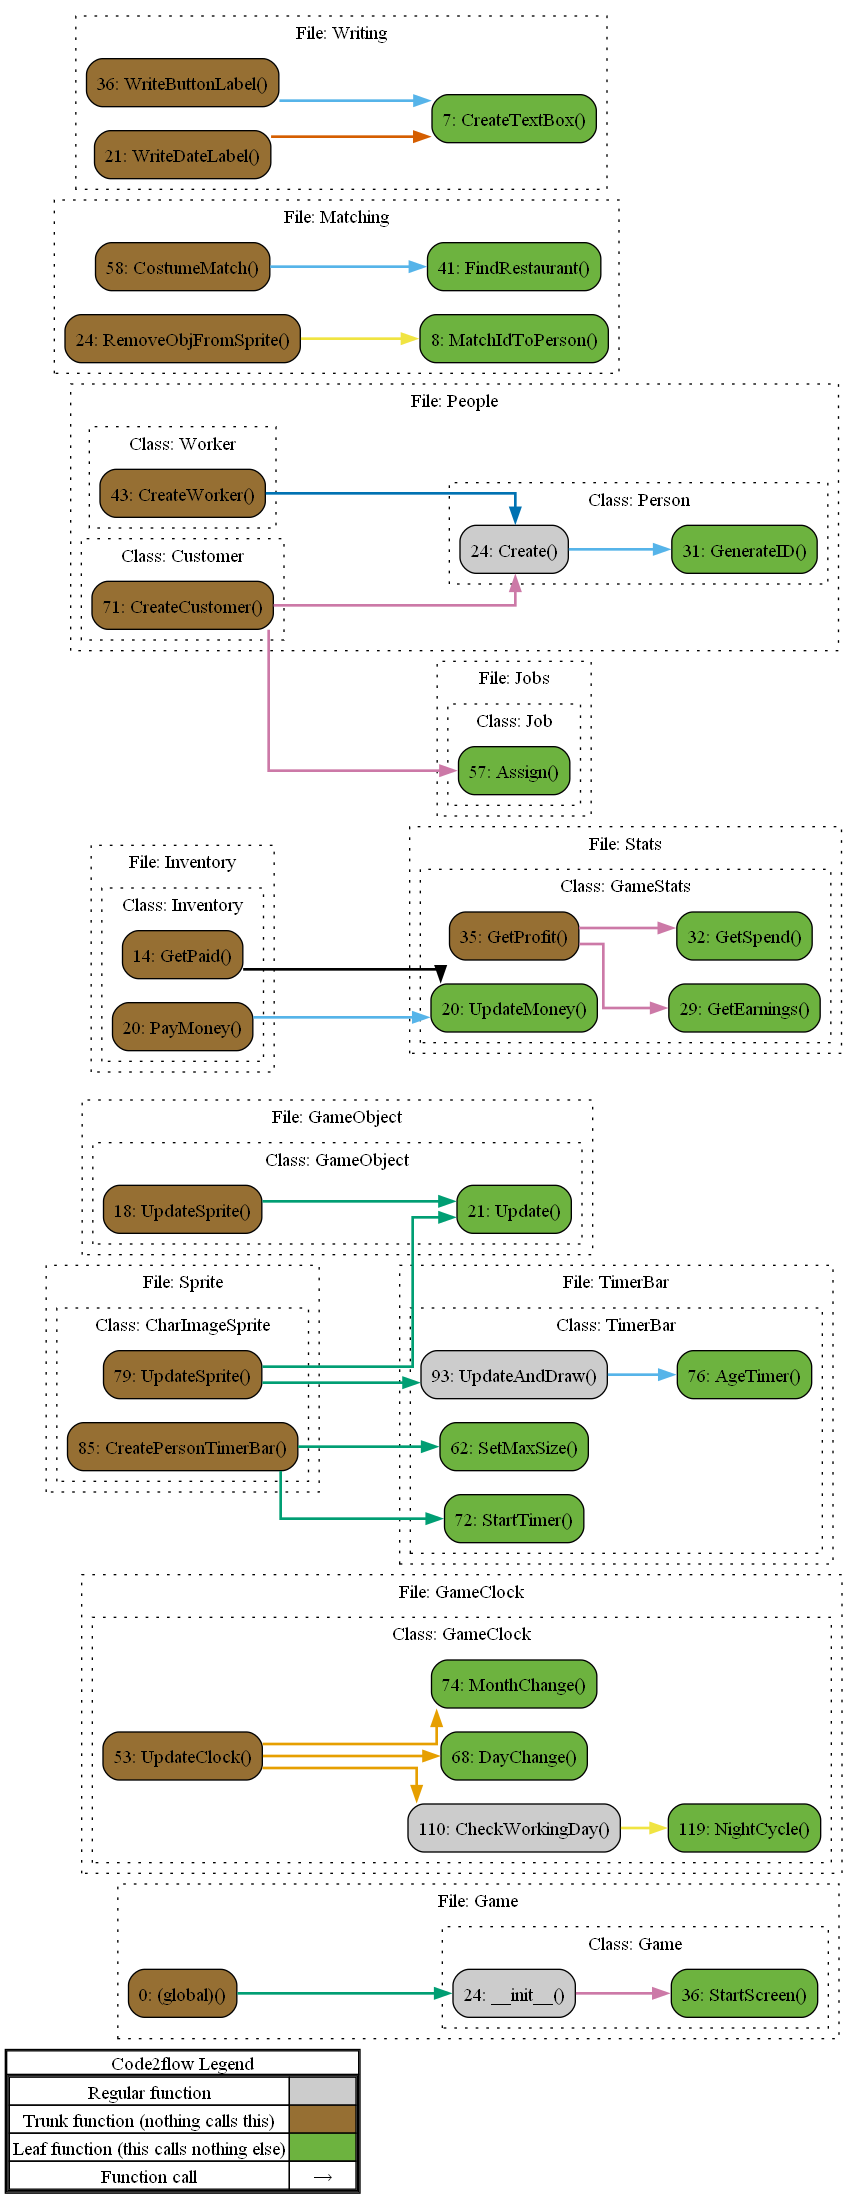 File: Writing
36: WriteButtonLabel()
7: CreateTextBox()
21: WriteDateLabel()
File: Matching
58: CostumeMatch()
41: FindRestaurant()
24: RemoveObjFromSprite()
8: MatchIdToPerson()
File: People
Class: Worker
43: CreateWorker()
Class: Person
24: Create()
31: GenerateID()
Class: Customer
71: CreateCustomer()
File: Jobs
Class: Job
57: Assign()
File: Inventory
Class: Inventory
14: GetPaid()
20: PayMoney()
File: Stats
Class: GameStats
35: GetProfit()
32: GetSpend()
20: UpdateMoney()
29: GetEarnings()
File: GameObject
Class: GameObject
18: UpdateSprite()
21: Update()
File: Sprite
Class: CharImageSprite
79: UpdateSprite()
85: CreatePersonTimerBar()
File: TimerBar
Class: TimerBar
93: UpdateAndDraw()
76: AgeTimer()
62: SetMaxSize()
72: StartTimer()
File: GameClock
Class: GameClock
74: MonthChange()
53: UpdateClock()
68: DayChange()
110: CheckWorkingDay()
119: NightCycle()
File: Game
Class: Game
0: (global)()
24: __init__()
36: StartScreen()
Code2flow Legend
Regular function
Trunk function (nothing calls this)
Leaf function (this calls nothing else)
Function call →